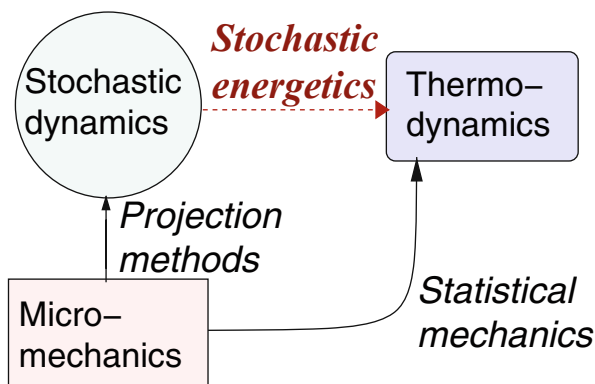 Stochastic
energetics
Stochastic
dynamics
Thermo–
dynamics
Projection
methods
Statistical
mechanics
Micro–
mechanics